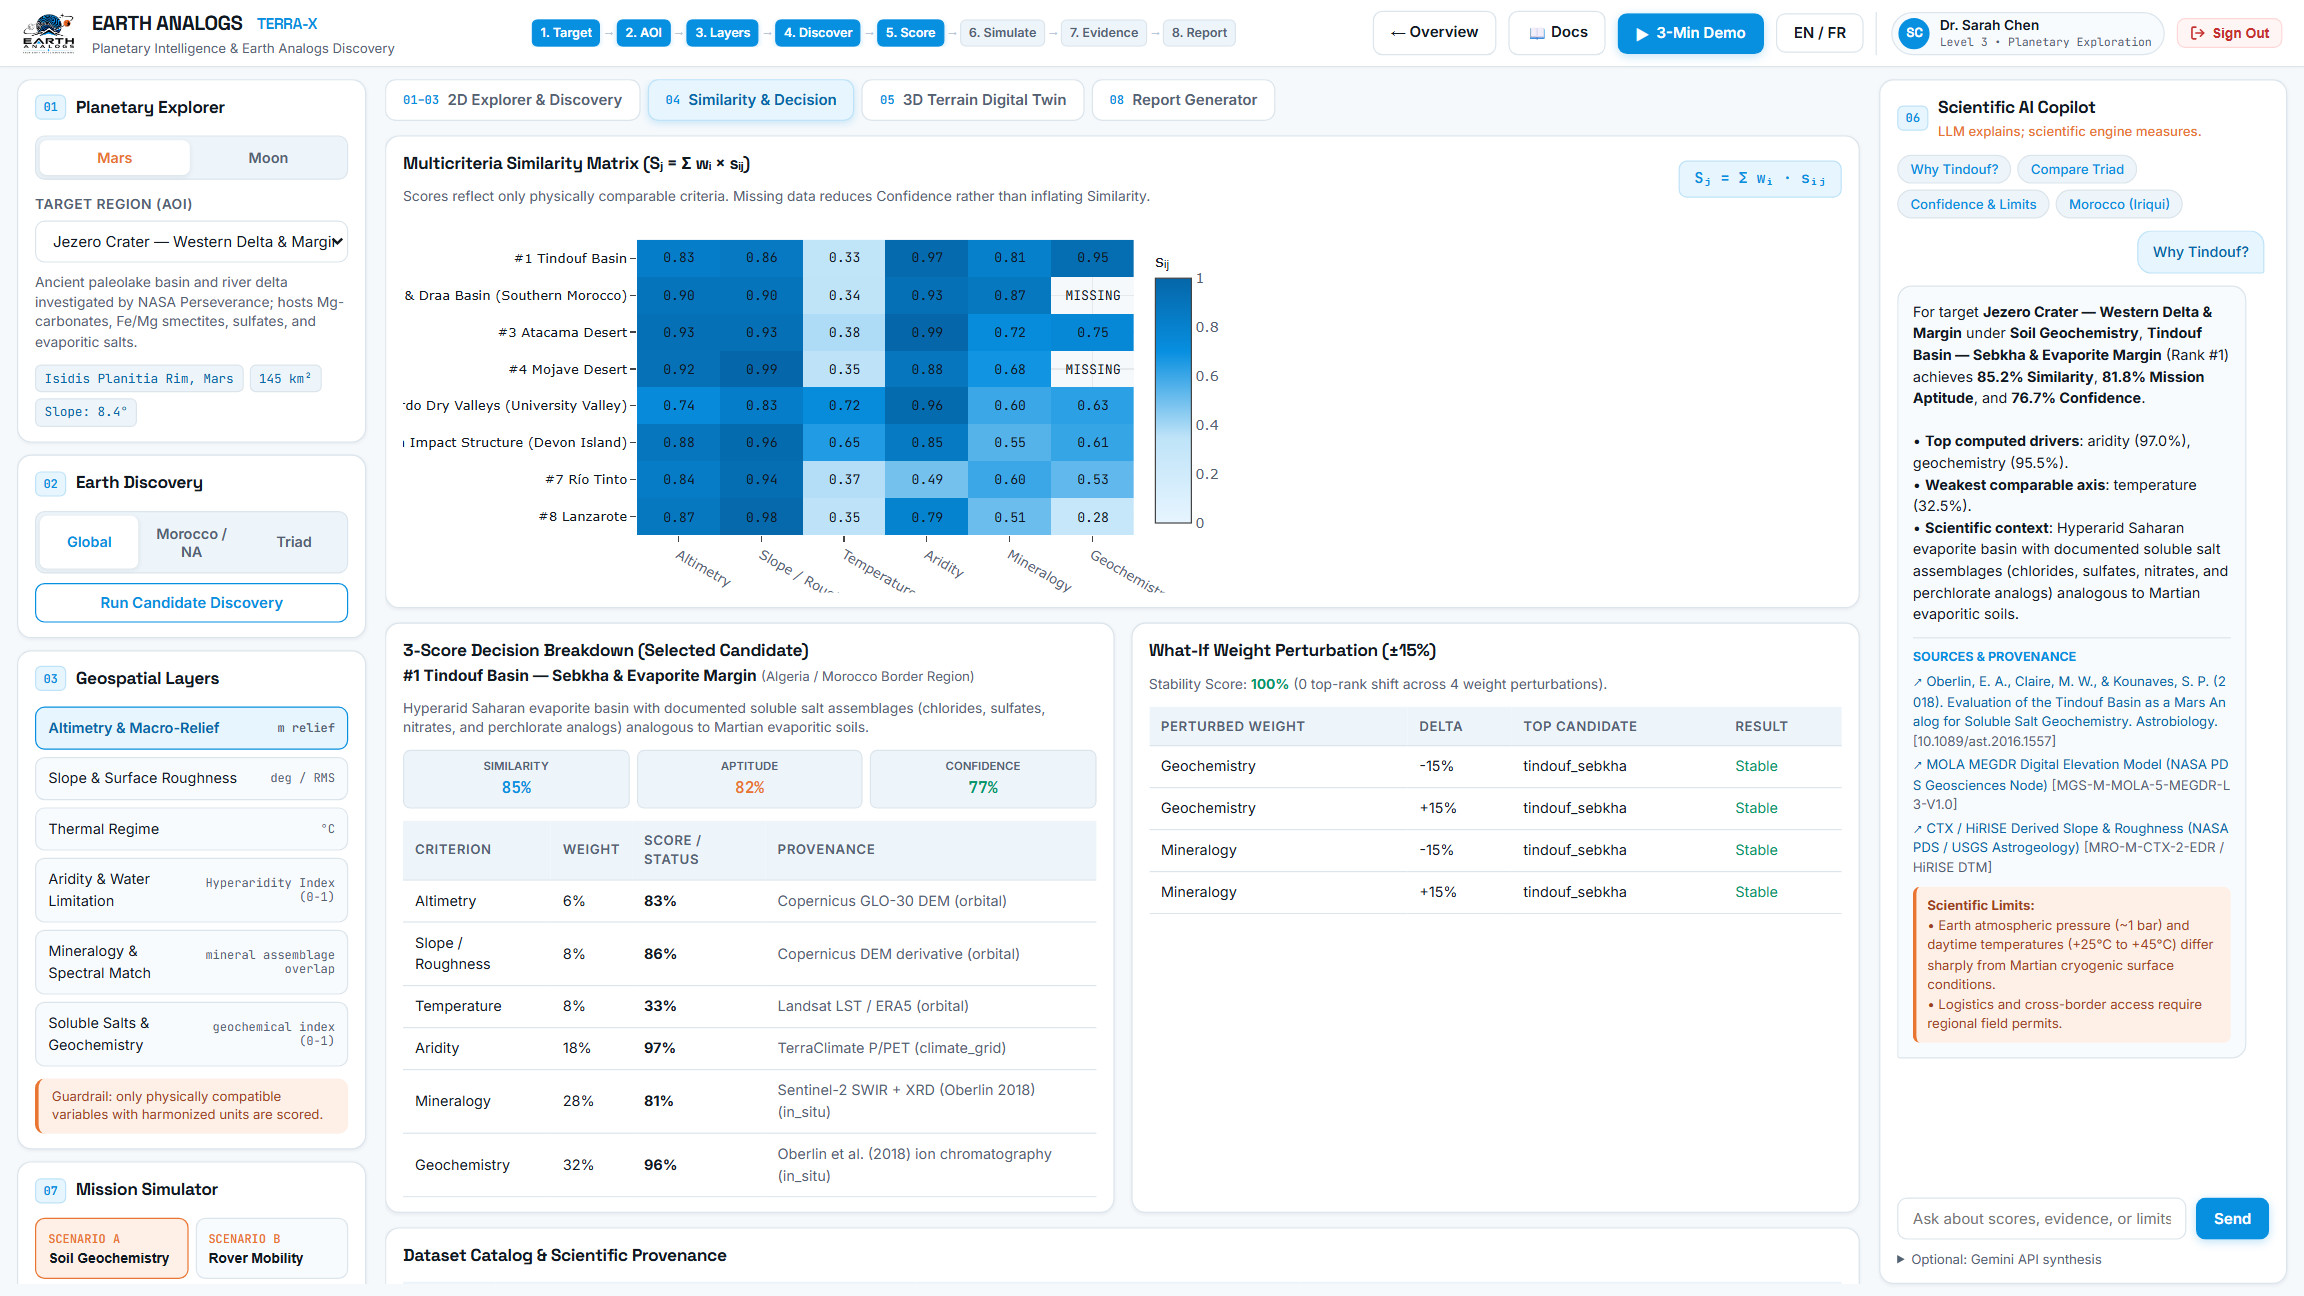 EARTH ANALOGS TERRA-X
Planetary Intelligence & Earth Analogs Discovery
EARTH
ANALOGS
1. Target → 2. AOI → 3. Layers → 4. Discover → 5. Score → 6. Simulate → 7. Evidence → 8. Report
← Overview
📖 Docs
▶ 3-Min Demo
EN / FR
SC
Dr. Sarah Chen
Level 3 • Planetary Exploration
Sign Out
01 Planetary Explorer
Mars Moon
TARGET REGION (AOI)
Jezero Crater — Western Delta & Margin
Ancient paleolake basin and river delta
investigated by NASA Perseverance; hosts Mg-
carbonates, Fe/Mg smectites, sulfates, and
evaporitic salts.
Isidis Planitia Rim, Mars 145 km²
Slope: 8.4°
02 Earth Discovery
Global Morocco / NA Triad
Run Candidate Discovery
03 Geospatial Layers
Altimetry & Macro-Relief m relief
Slope & Surface Roughness deg / RMS
Thermal Regime °C
Aridity & Water Limitation Hyperaridity Index (0-1)
Mineralogy & Spectral Match mineral assemblage overlap
Soluble Salts & Geochemistry geochemical index (0-1)
Guardrail: only physically compatible
variables with harmonized units are scored.
07 Mission Simulator
SCENARIO A
Soil Geochemistry
SCENARIO B
Rover Mobility
01-03 2D Explorer & Discovery
04 Similarity & Decision
05 3D Terrain Digital Twin
08 Report Generator
Multicriteria Similarity Matrix (Sⱼ = Σ wᵢ × sᵢⱼ)
Scores reflect only physically comparable criteria. Missing data reduces Confidence rather than inflating Similarity.
Sⱼ = Σ wᵢ · sᵢⱼ
#1 Tindouf Basin 0.83 0.86 0.33 0.97 0.81 0.95
& Draa Basin (Southern Morocco) 0.90 0.90 0.34 0.93 0.87 MISSING
#3 Atacama Desert 0.93 0.93 0.38 0.99 0.72 0.75
#4 Mojave Desert 0.92 0.99 0.35 0.88 0.68 MISSING
rdo Dry Valleys (University Valley) 0.74 0.83 0.72 0.96 0.60 0.63
Impact Structure (Devon Island) 0.88 0.96 0.65 0.85 0.55 0.61
#7 Río Tinto 0.84 0.94 0.37 0.49 0.60 0.53
#8 Lanzarote 0.87 0.98 0.35 0.79 0.51 0.28
Altimetry Slope / Rou Temperature Aridity Mineralogy Geochemist
sᵢⱼ
1
0.8
0.6
0.4
0.2
0
3-Score Decision Breakdown (Selected Candidate)
#1 Tindouf Basin — Sebkha & Evaporite Margin (Algeria / Morocco Border Region)
Hyperarid Saharan evaporite basin with documented soluble salt assemblages (chlorides, sulfates,
nitrates, and perchlorate analogs) analogous to Martian evaporitic soils.
SIMILARITY 85%
APTITUDE 82%
CONFIDENCE 77%
CRITERION WEIGHT SCORE / STATUS PROVENANCE
Altimetry 6% 83% Copernicus GLO-30 DEM (orbital)
Slope / Roughness 8% 86% Copernicus DEM derivative (orbital)
Temperature 8% 33% Landsat LST / ERA5 (orbital)
Aridity 18% 97% TerraClimate P/PET (climate_grid)
Mineralogy 28% 81% Sentinel-2 SWIR + XRD (Oberlin 2018) (in_situ)
Geochemistry 32% 96% Oberlin et al. (2018) ion chromatography (in_situ)
What-If Weight Perturbation (±15%)
Stability Score: 100% (0 top-rank shift across 4 weight perturbations).
PERTURBED WEIGHT DELTA TOP CANDIDATE RESULT
Geochemistry -15% tindouf_sebkha Stable
Geochemistry +15% tindouf_sebkha Stable
Mineralogy -15% tindouf_sebkha Stable
Mineralogy +15% tindouf_sebkha Stable
Dataset Catalog & Scientific Provenance
06 Scientific AI Copilot
LLM explains; scientific engine measures.
Why Tindouf? Compare Triad
Confidence & Limits Morocco (Iriqui)
Why Tindouf?
For target Jezero Crater — Western Delta &
Margin under Soil Geochemistry, Tindouf
Basin — Sebkha & Evaporite Margin (Rank #1)
achieves 85.2% Similarity, 81.8% Mission
Aptitude, and 76.7% Confidence.
• Top computed drivers: aridity (97.0%),
geochemistry (95.5%).
• Weakest comparable axis: temperature
(32.5%).
• Scientific context: Hyperarid Saharan
evaporite basin with documented soluble salt
assemblages (chlorides, sulfates, nitrates, and
perchlorate analogs) analogous to Martian
evaporitic soils.
SOURCES & PROVENANCE
↗ Oberlin, E. A., Claire, M. W., & Kounaves, S. P. (2
018). Evaluation of the Tindouf Basin as a Mars An
alog for Soluble Salt Geochemistry. Astrobiology.
[10.1089/ast.2016.1557]
↗ MOLA MEGDR Digital Elevation Model (NASA PD
S Geosciences Node) [MGS-M-MOLA-5-MEGDR-L
3-V1.0]
↗ CTX / HiRISE Derived Slope & Roughness (NASA
PDS / USGS Astrogeology) [MRO-M-CTX-2-EDR /
HiRISE DTM]
Scientific Limits:
• Earth atmospheric pressure (~1 bar) and
daytime temperatures (+25°C to +45°C) differ
sharply from Martian cryogenic surface
conditions.
• Logistics and cross-border access require
regional field permits.
Ask about scores, evidence, or limits
Send
▶ Optional: Gemini API synthesis